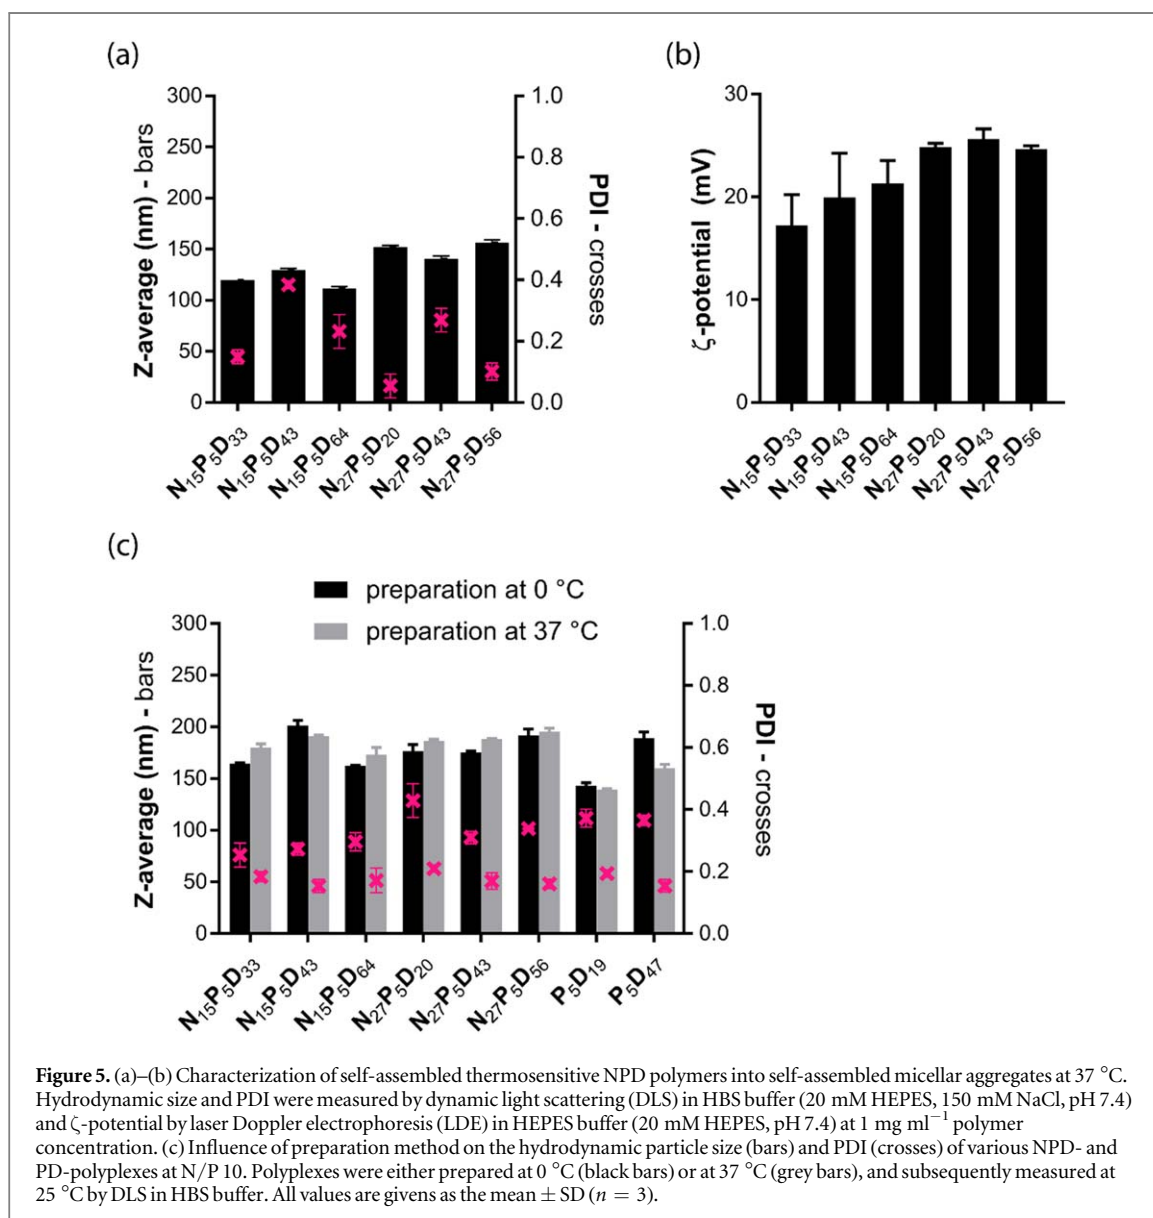 (a)
300
250
200
150
100
50
0
Z-average (nm) - bars
1.0
0.8
0.6
0.4
0.2
0.0
PDI - crosses
N₁₅P₅D₃₃
N₁₅P₅D₄₃
N₁₅P₅D₆₄
N₂₇P₅D₂₀
N₂₇P₅D₄₃
N₂₇P₅D₅₆
(b)
30
20
10
0
ζ-potential (mV)
N₁₅P₅D₃₃
N₁₅P₅D₄₃
N₁₅P₅D₆₄
N₂₇P₅D₂₀
N₂₇P₅D₄₃
N₂₇P₅D₅₆
(c)
preparation at 0 °C
preparation at 37 °C
300
250
200
150
100
50
0
Z-average (nm) - bars
1.0
0.8
0.6
0.4
0.2
0.0
PDI - crosses
N₁₅P₅D₃₃
N₁₅P₅D₄₃
N₁₅P₅D₆₄
N₂₇P₅D₂₀
N₂₇P₅D₄₃
N₂₇P₅D₅₆
P₅D₁₉
P₅D₄₇
Figure 5. (a)–(b) Characterization of self-assembled thermosensitive NPD polymers into self-assembled micellar aggregates at 37 °C.
Hydrodynamic size and PDI were measured by dynamic light scattering (DLS) in HBS buffer (20 mM HEPES, 150 mM NaCl, pH 7.4)
and ζ-potential by laser Doppler electrophoresis (LDE) in HEPES buffer (20 mM HEPES, pH 7.4) at 1 mg ml⁻¹ polymer
concentration. (c) Influence of preparation method on the hydrodynamic particle size (bars) and PDI (crosses) of various NPD- and
PD-polyplexes at N/P 10. Polyplexes were either prepared at 0 °C (black bars) or at 37 °C (grey bars), and subsequently measured at
25 °C by DLS in HBS buffer. All values are givens as the mean ± SD (n = 3).